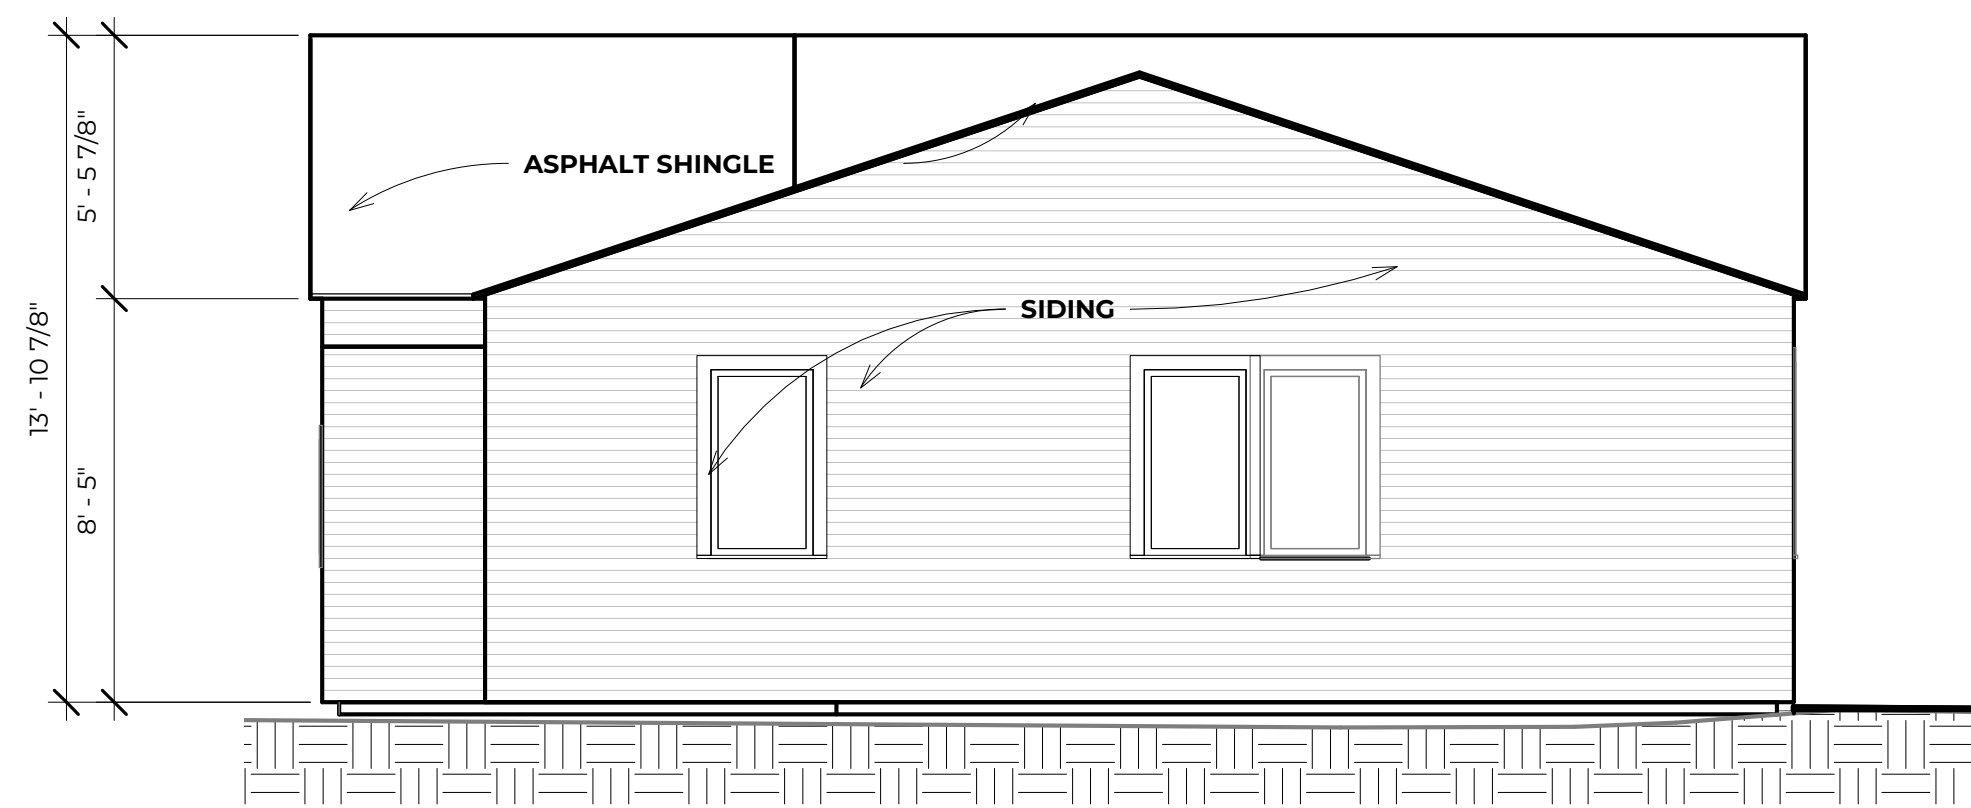 5' - 5 7/8"
ASPHALT SHINGLE
SIDING
13' - 10 7/8"
8' - 5"